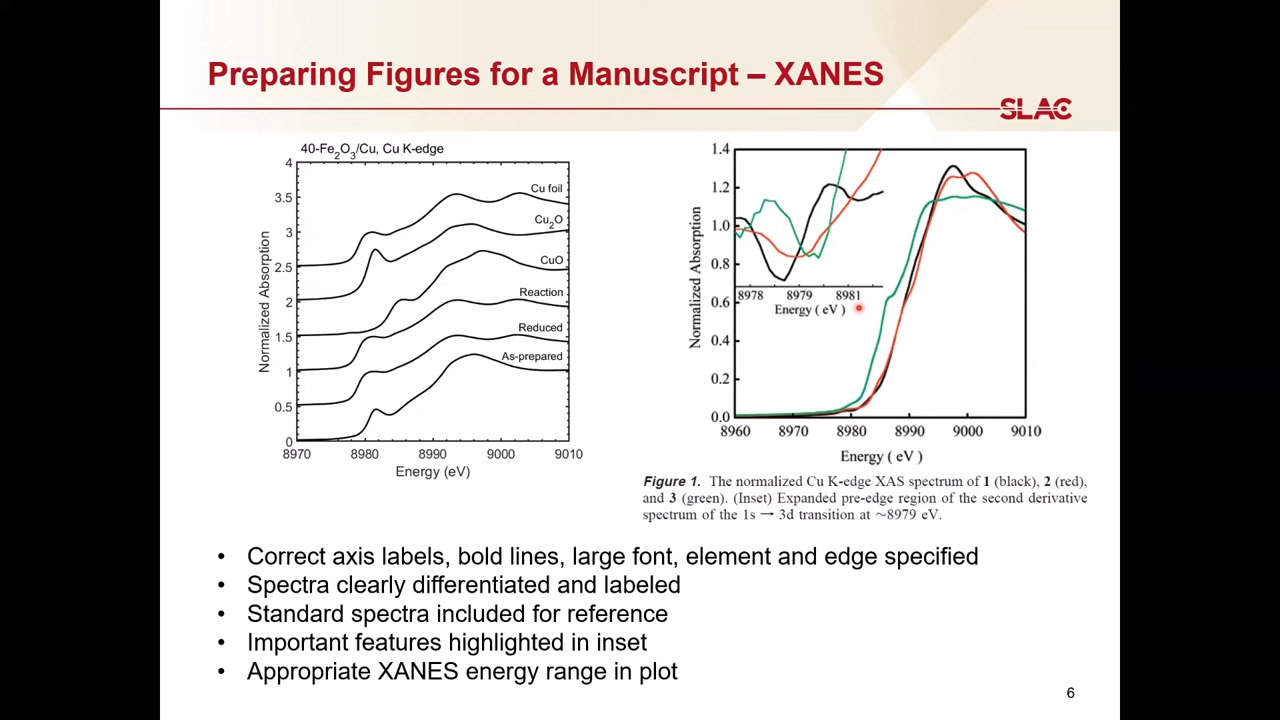 Preparing Figures for a Manuscript – XANES
SLAC
40-Fe2O3/Cu, Cu K-edge
4
3.5
3
2.5
2
1.5
1
0.5
0
Normalized Absorption
Cu foil
Cu2O
CuO
Reaction
Reduced
As-prepared
8970 8980 8990 9000 9010
Energy (eV)
1.4
1.2
1.0
0.8
0.6
0.4
0.2
0.0
Normalized Absorption
8978 8979 8981
Energy ( eV )
8960 8970 8980 8990 9000 9010
Energy ( eV )
Figure 1. The normalized Cu K-edge XAS spectrum of 1 (black), 2 (red),
and 3 (green). (Inset) Expanded pre-edge region of the second derivative
spectrum of the 1s → 3d transition at ~8979 eV.
• Correct axis labels, bold lines, large font, element and edge specified
• Spectra clearly differentiated and labeled
• Standard spectra included for reference
• Important features highlighted in inset
• Appropriate XANES energy range in plot
6